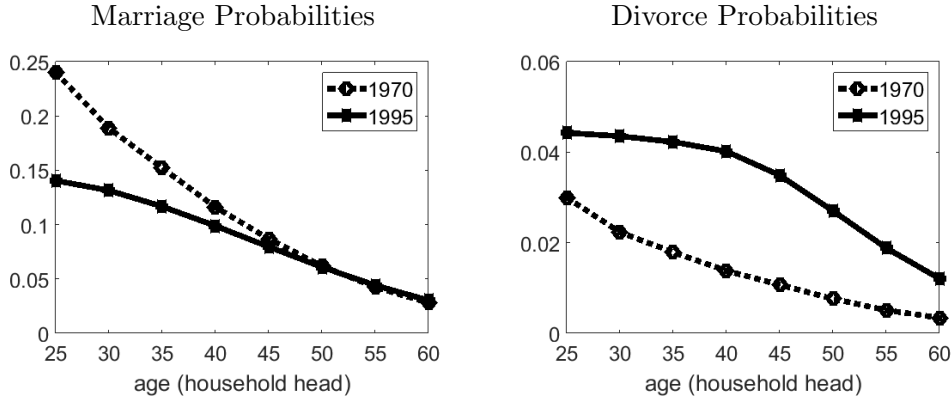 Marriage Probabilities
0.25
0.2
0.15
0.1
0.05
0
25 30 35 40 45 50 55 60
age (household head)
1970
1995
Divorce Probabilities
0.06
0.04
0.02
0
25 30 35 40 45 50 55 60
age (household head)
1970
1995